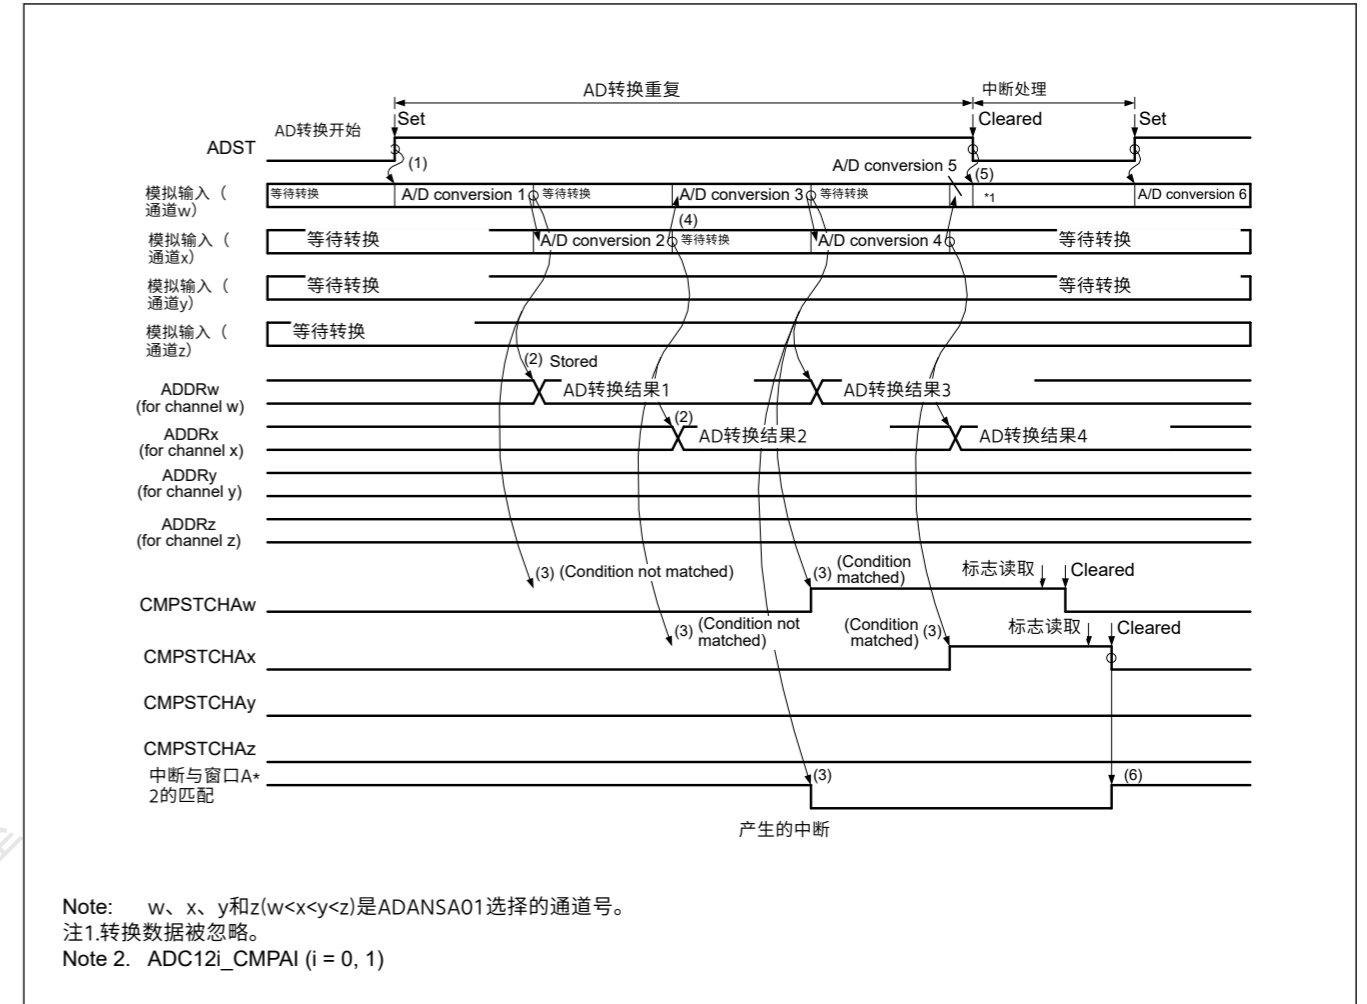 AD转换重复
中断处理
AD转换开始
Set
Cleared
Set
ADST
(1)
A/D conversion 5
(5)
模拟输入（
通道w）
等待转换
A/D conversion 1
等待转换
A/D conversion 3
等待转换
*1
A/D conversion 6
(4)
模拟输入（
通道x）
等待转换
A/D conversion 2
等待转换
A/D conversion 4
等待转换
模拟输入（
通道y）
等待转换
等待转换
模拟输入（
通道z）
等待转换
(2) Stored
ADDRw
(for channel w)
AD转换结果1
AD转换结果3
(2)
ADDRx
(for channel x)
AD转换结果2
AD转换结果4
ADDRy
(for channel y)
ADDRz
(for channel z)
(3) (Condition not matched)
(3) (Condition
matched)
标志读取
Cleared
CMPSTCHAw
(3) (Condition not
matched)
(Condition
matched) (3)
标志读取
Cleared
CMPSTCHAx
CMPSTCHAy
CMPSTCHAz
中断与窗口A*
2的匹配
(3)
(6)
产生的中断
Note: w、x、y和z(w<x<y<z)是ADANSA01选择的通道号。
注1.转换数据被忽略。
Note 2. ADC12i_CMPAI (i = 0, 1)